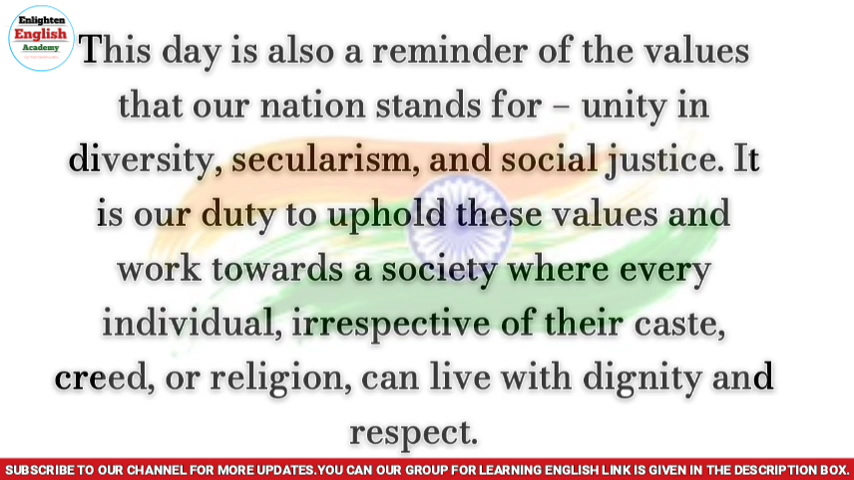 Enlighten
English
Academy
This day is also a reminder of the values
that our nation stands for – unity in
diversity, secularism, and social justice. It
is our duty to uphold these values and
work towards a society where every
individual, irrespective of their caste,
creed, or religion, can live with dignity and
respect.
SUBSCRIBE TO OUR CHANNEL FOR MORE UPDATES.YOU CAN OUR GROUP FOR LEARNING ENGLISH LINK IS GIVEN IN THE DESCRIPTION BOX.